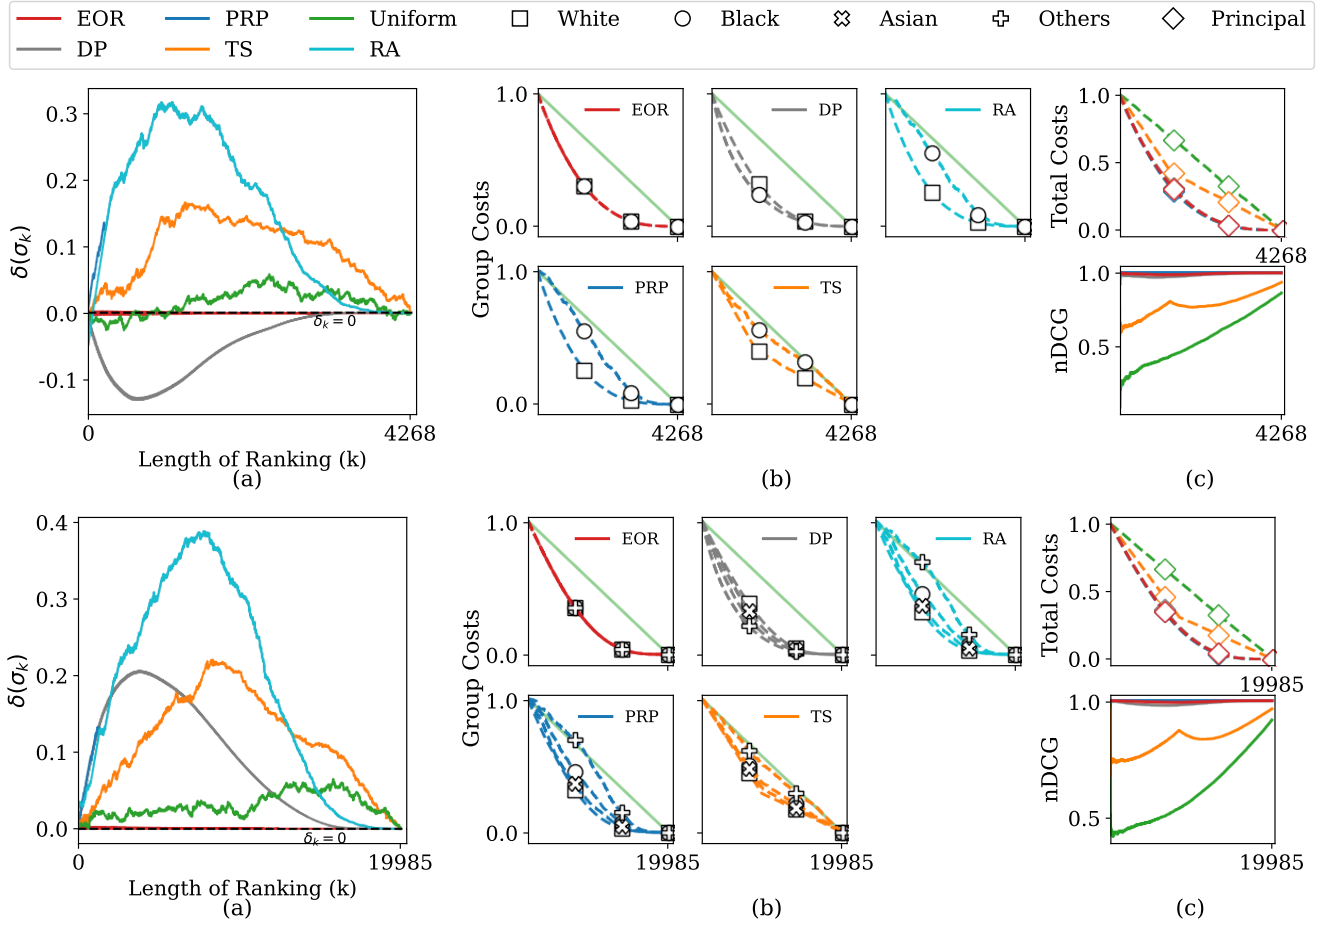 EOR PRP Uniform White Black Asian Others Principal
DP TS RA
δ(σk)
0.3
0.2
0.1
0.0
-0.1
δk = 0
0 4268
Length of Ranking (k)
(a)
Group Costs
1.0
0.0
EOR
DP
RA
1.0
0.0
PRP
TS
4268 4268
(b)
Total Costs
1.0
0.5
0.0
4268
nDCG
1.0
0.5
4268
(c)
δ(σk)
0.4
0.3
0.2
0.1
0.0
δk = 0
0 19985
Length of Ranking (k)
(a)
Group Costs
1.0
0.0
EOR
DP
RA
1.0
0.0
PRP
TS
19985 19985
(b)
Total Costs
1.0
0.5
0.0
19985
nDCG
1.0
0.5
19985
(c)